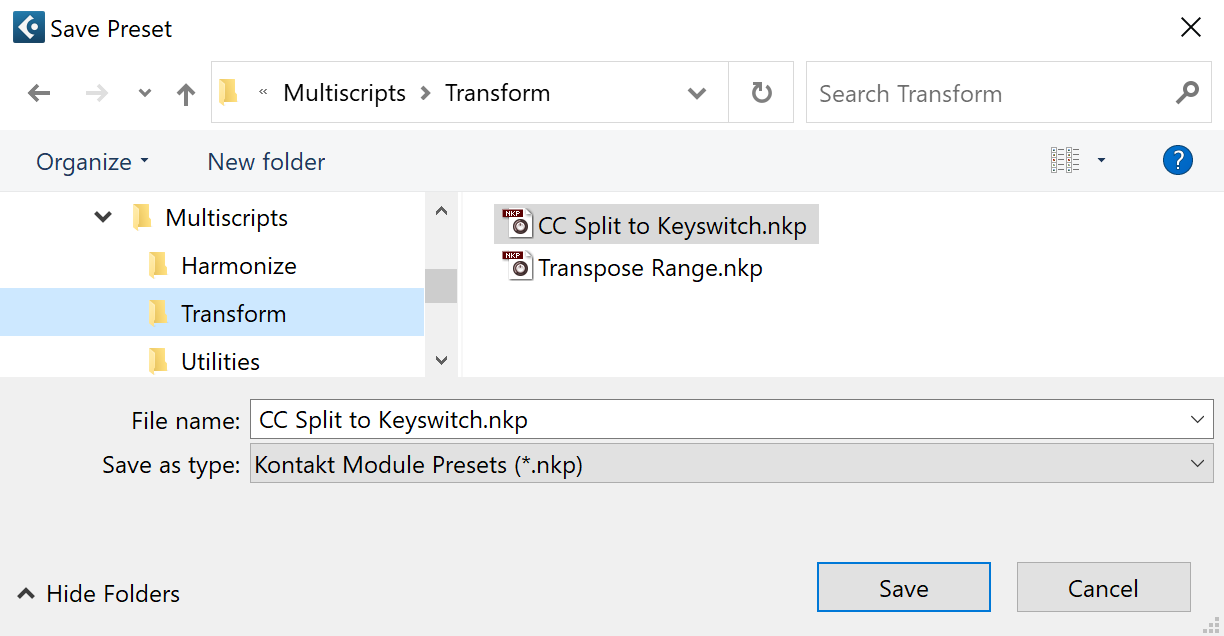 Save Preset
« Multiscripts > Transform
Search Transform
Organize
New folder
?
Multiscripts
Harmonize
Transform
Utilities
NKP CC Split to Keyswitch.nkp
NKP Transpose Range.nkp
File name: CC Split to Keyswitch.nkp
Save as type: Kontakt Module Presets (*.nkp)
Hide Folders
Save
Cancel